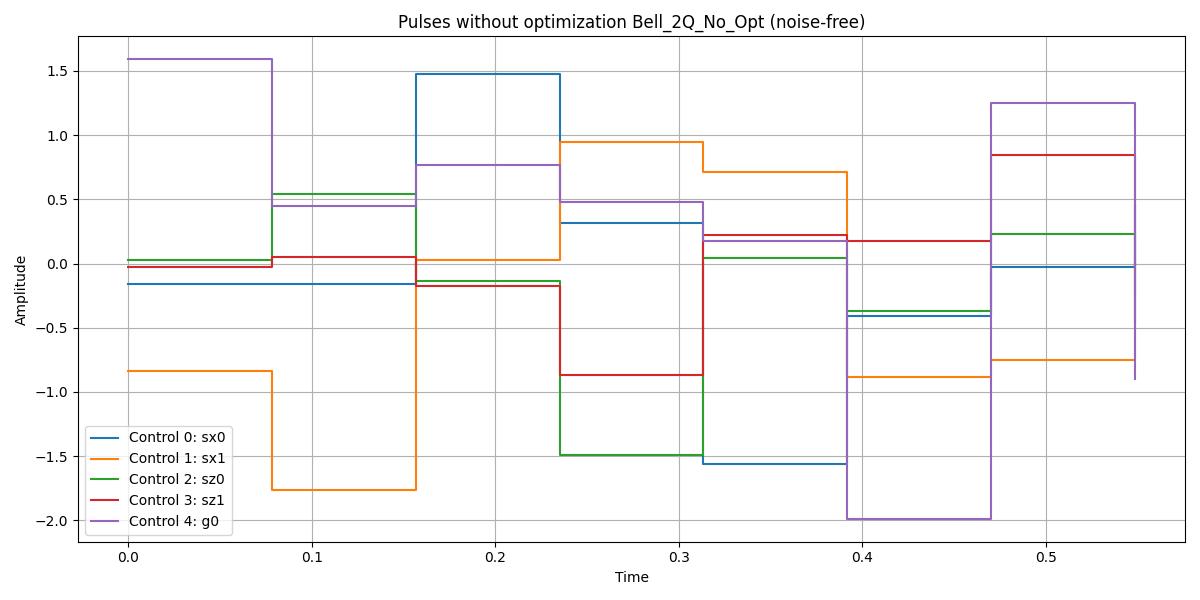 Pulses without optimization Bell_2Q_No_Opt (noise-free)
1.5
1.0
0.5
0.0
−0.5
−1.0
−1.5
−2.0
Amplitude
Control 0: sx0
Control 1: sx1
Control 2: sz0
Control 3: sz1
Control 4: g0
0.0 0.1 0.2 0.3 0.4 0.5
Time